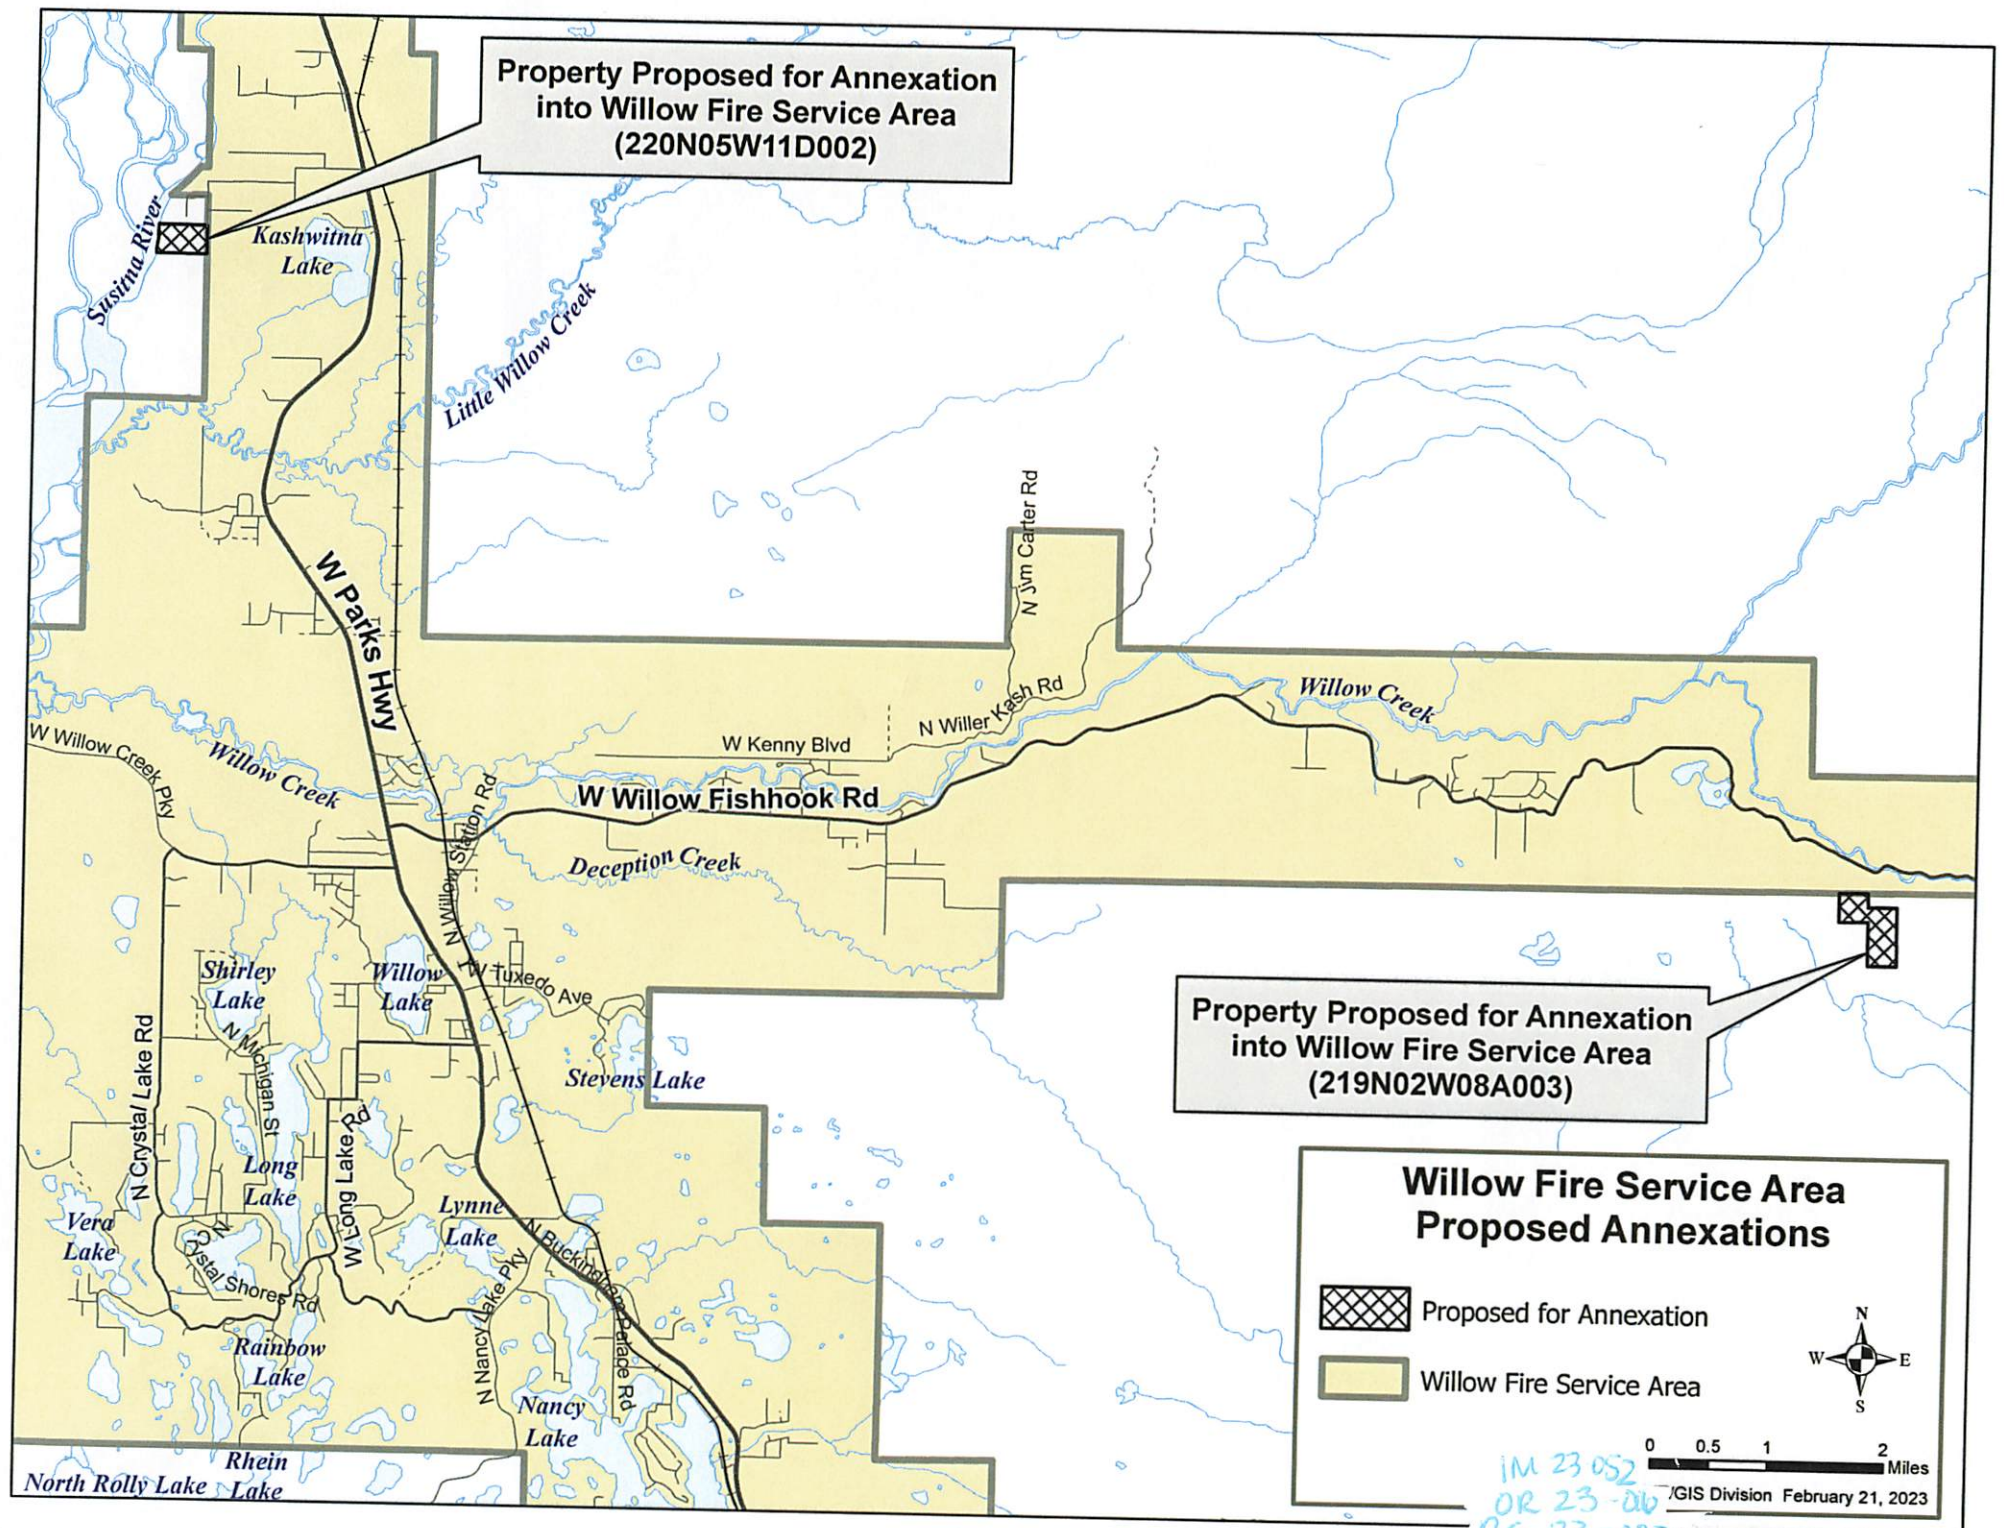 Property Proposed for Annexation
into Willow Fire Service Area
(220N05W11D002)
Susitna River
Kashwitna
Lake
Little Willow Creek
N Jim Carter Rd
W Parks Hwy
Willow Creek
N Willer Kash Rd
W Kenny Blvd
W Willow Creek Pky
Willow Creek
W Willow Fishhook Rd
N Willow Station Rd
Deception Creek
Shirley
Lake
Willow
Lake
W Tuxedo Ave
Property Proposed for Annexation
into Willow Fire Service Area
(219N02W08A003)
N Crystal Lake Rd
N Michigan St
Stevens Lake
W Long Lake Rd
Long
Lake
Vera
Lake
Lynne
Lake
N Crystal Shores Rd
N Buckingham Palace Rd
N Nancy Lake Pky
Rainbow
Lake
Nancy
Lake
Rhein
Lake
North Rolly Lake
Willow Fire Service Area
Proposed Annexations
Proposed for Annexation
Willow Fire Service Area
N
W E
S
0 0.5 1 2
Miles
IM 23 052
/GIS Division February 21, 2023
OR 23-016